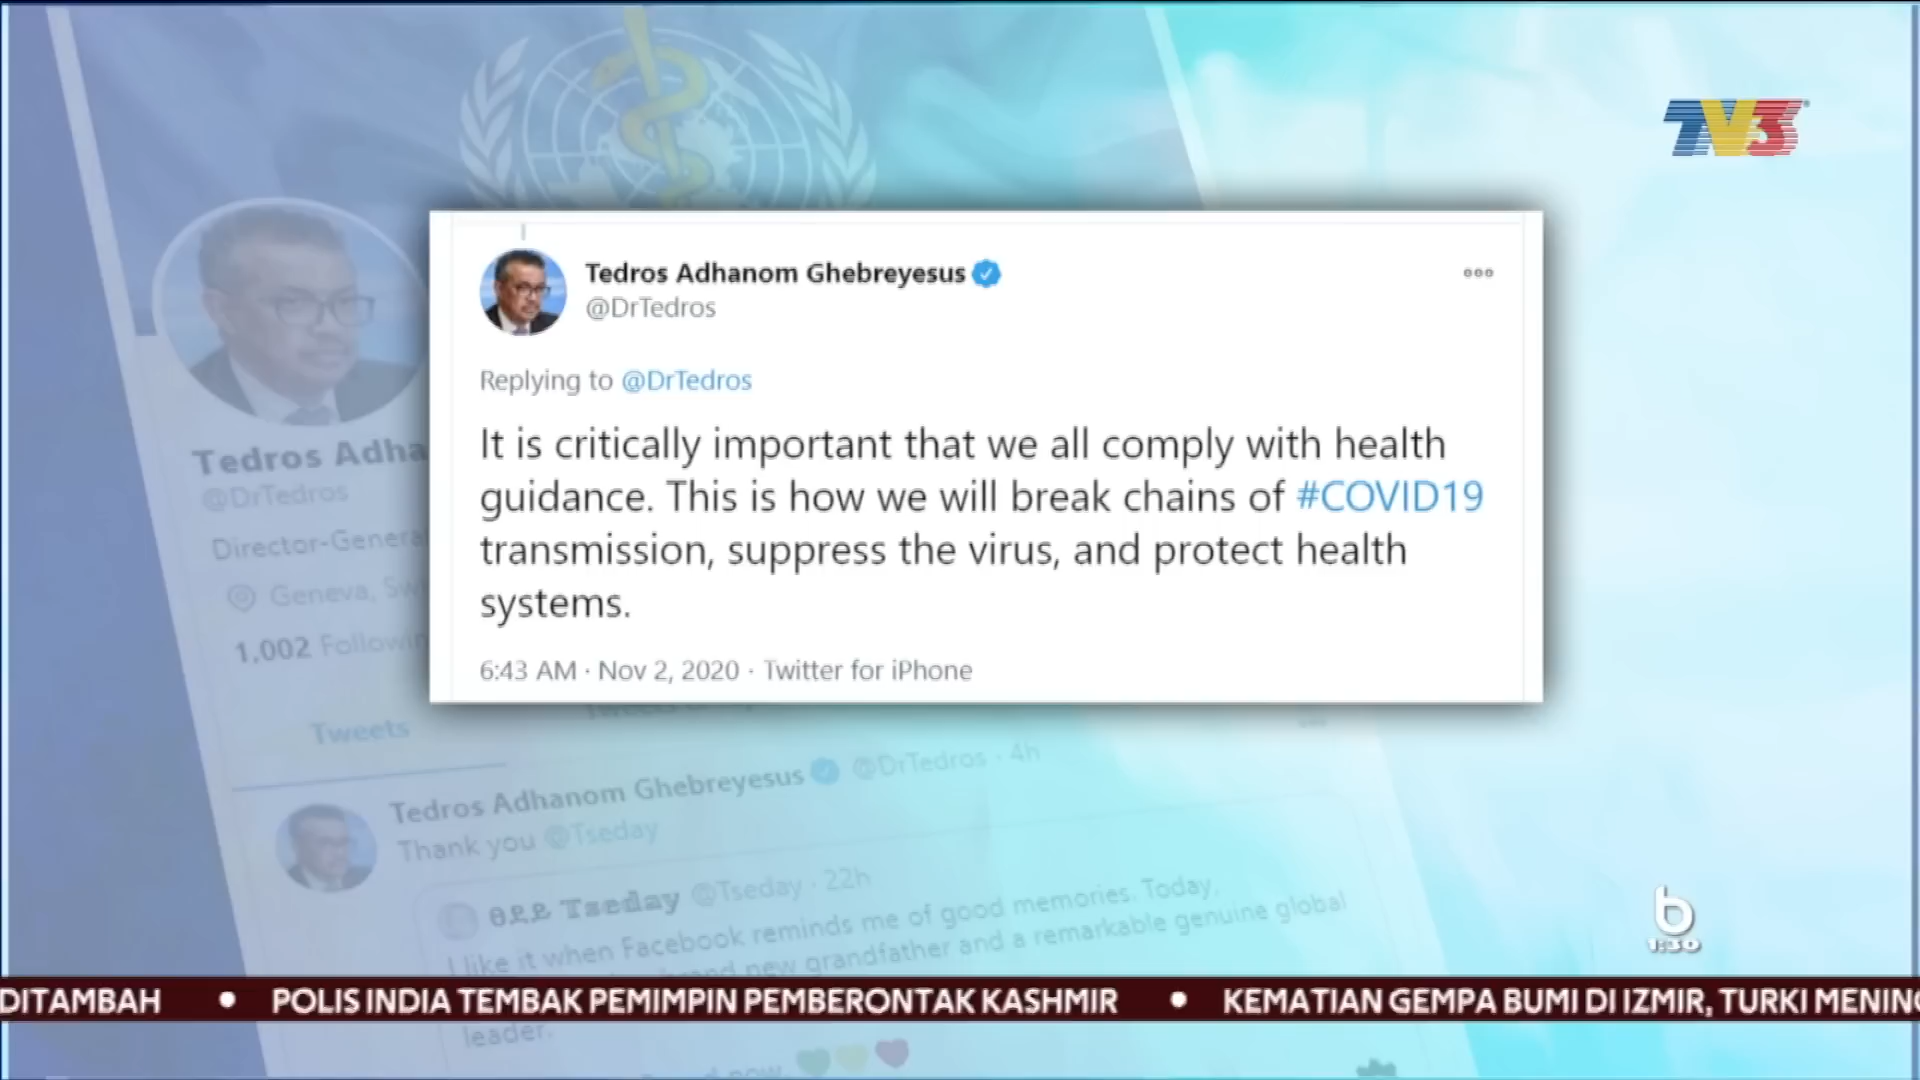 TV3
Tedros Adhanom Ghebreyesus
@DrTedros
Replying to @DrTedros
It is critically important that we all comply with health
guidance. This is how we will break chains of #COVID19
transmission, suppress the virus, and protect health
systems.
6:43 AM · Nov 2, 2020 · Twitter for iPhone
Tedros Adha
@DrTedros
Director-Genera
Geneva, Sw
1,002 Followin
Tweets
Tedros Adhanom Ghebreyesus @DrTedros · 4h
Thank you @Tseday
Tseday @Tseday · 22h
I like it when Facebook reminds me of good memories. Today,
new grandfather and a remarkable genuine global
leader.
b
1:30
DITAMBAH • POLIS INDIA TEMBAK PEMIMPIN PEMBERONTAK KASHMIR • KEMATIAN GEMPA BUMI DI IZMIR, TURKI MENING